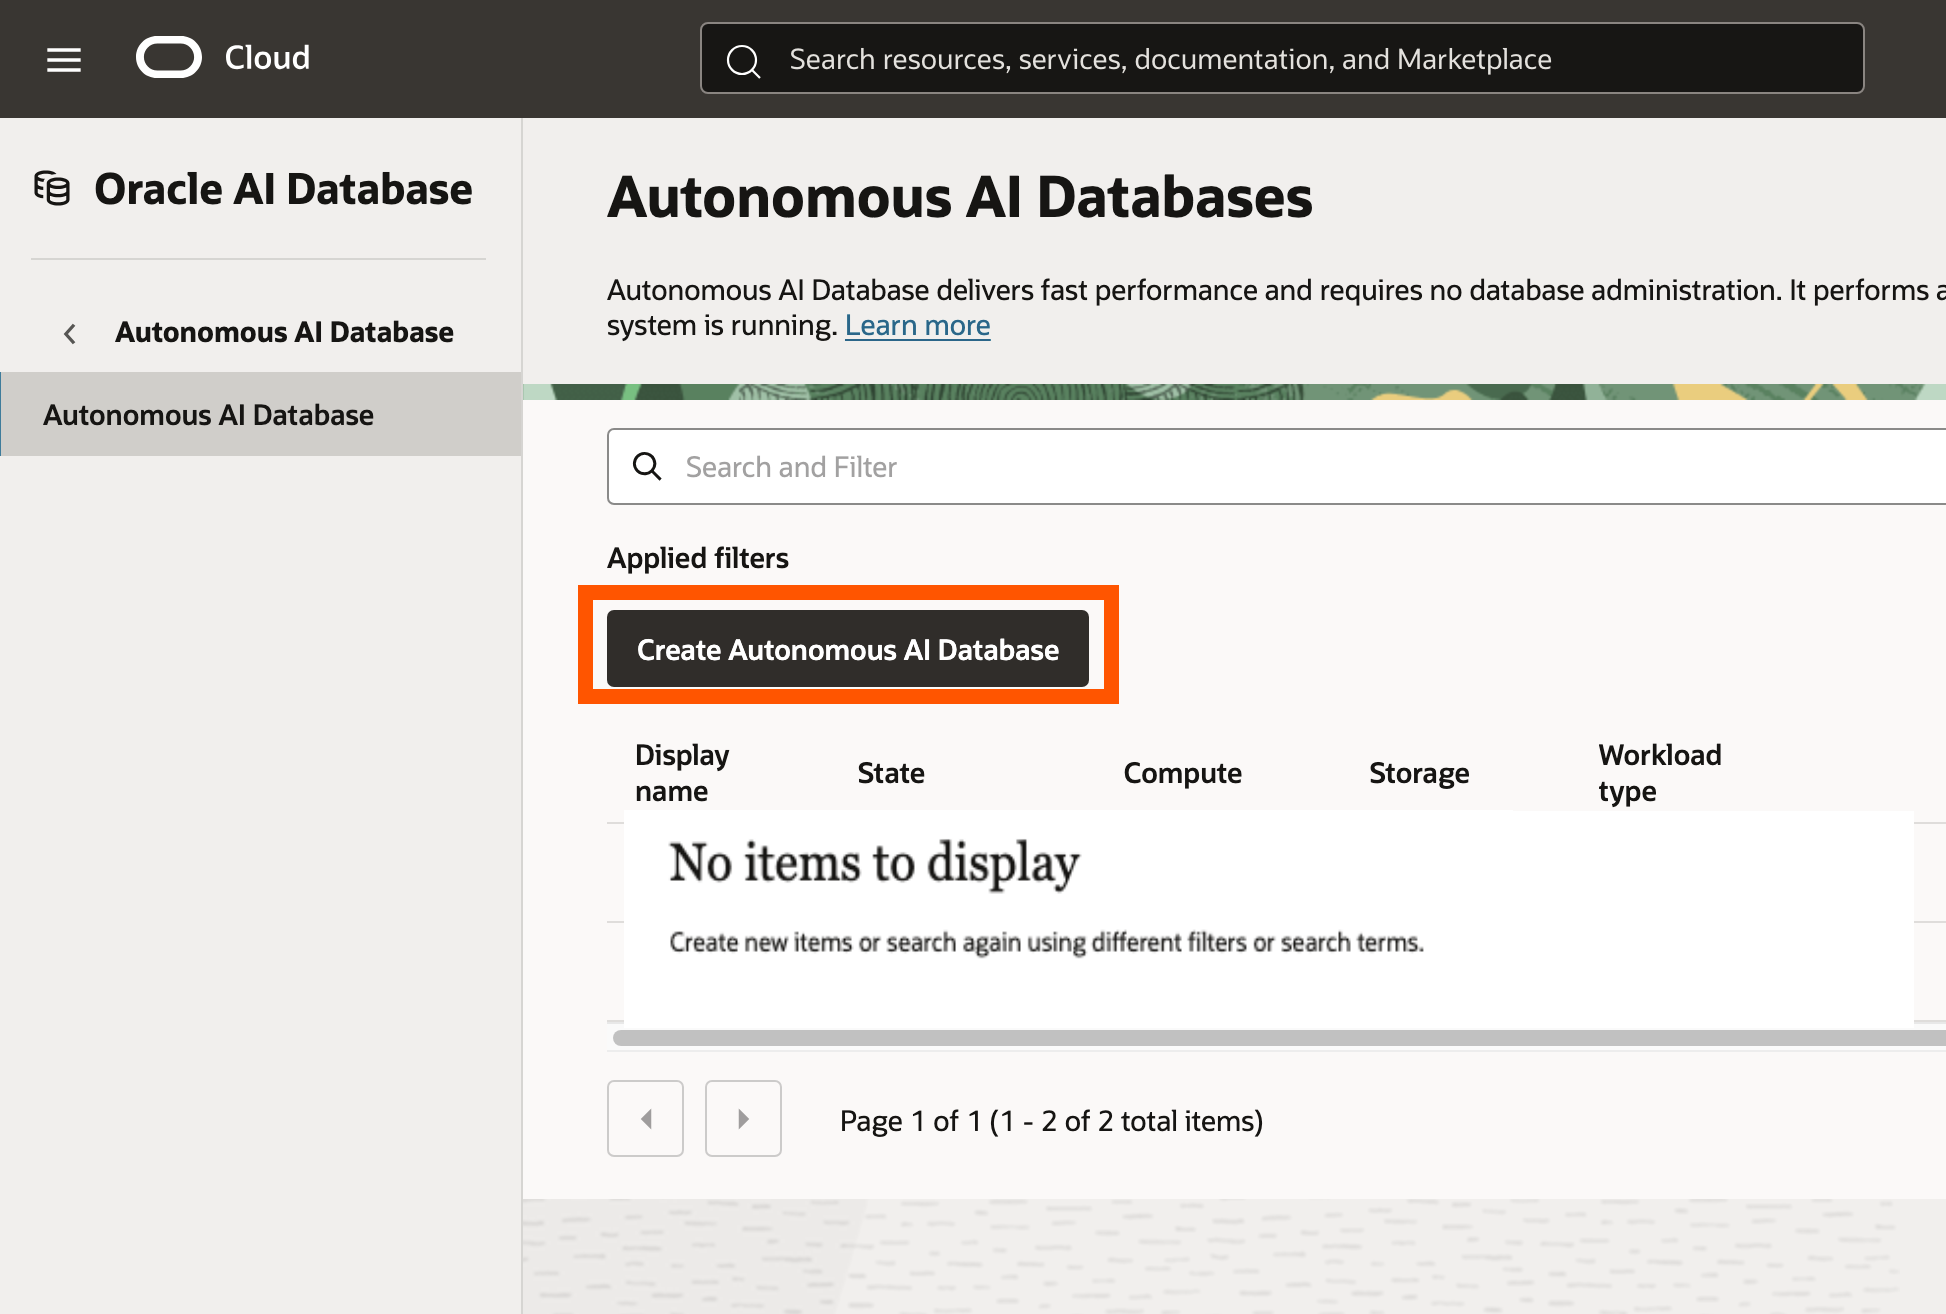 Cloud
Search resources, services, documentation, and Marketplace
Oracle AI Database
Autonomous AI Database
Autonomous AI Database
Autonomous AI Databases
Autonomous AI Database delivers fast performance and requires no database administration. It performs a
system is running. Learn more
Search and Filter
Applied filters
Create Autonomous AI Database
Display
name
State
Compute
Storage
Workload
type
No items to display
Create new items or search again using different filters or search terms.
Page 1 of 1 (1 - 2 of 2 total items)